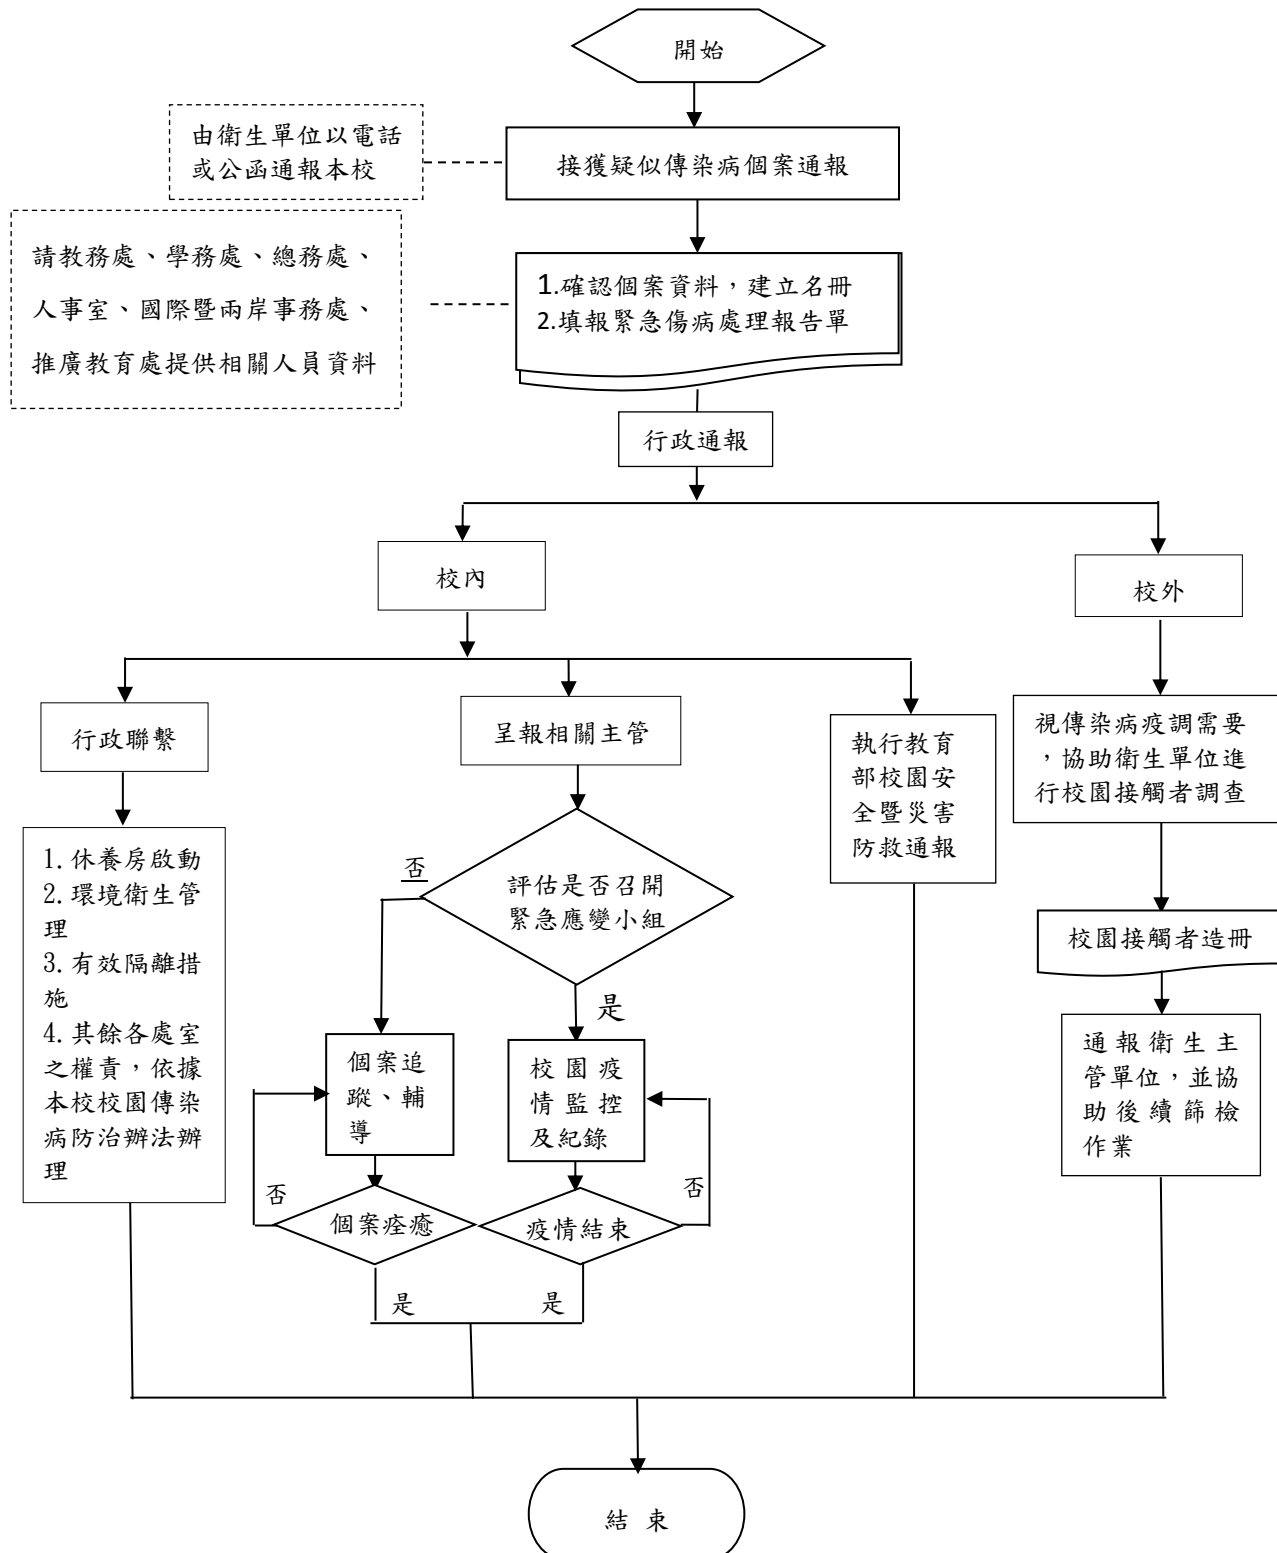 開始
由衛生單位以電話
或公函通報本校
接獲疑似傳染病個案通報
請教務處、學務處、總務處、
人事室、國際暨兩岸事務處、
推廣教育處提供相關人員資料
1.確認個案資料，建立名冊
2.填報緊急傷病處理報告單
行政通報
校內
校外
行政聯繫
呈報相關主管
執行教育
部校園安
全暨災害
防救通報
視傳染病疫調需要
，協助衛生單位進
行校園接觸者調查
1.休養房啟動
2.環境衛生管
理
3.有效隔離措
施
4.其餘各處室
之權責，依據
本校校園傳染
病防治辦法辦
理
否
評估是否召開
緊急應變小組
是
校園接觸者造冊
個案追
蹤、輔
導
校園疫
情監控
及紀錄
通報衛生主
管單位，並協
助後續篩檢
作業
否
個案痊癒
疫情結束
否
是
是
結 束